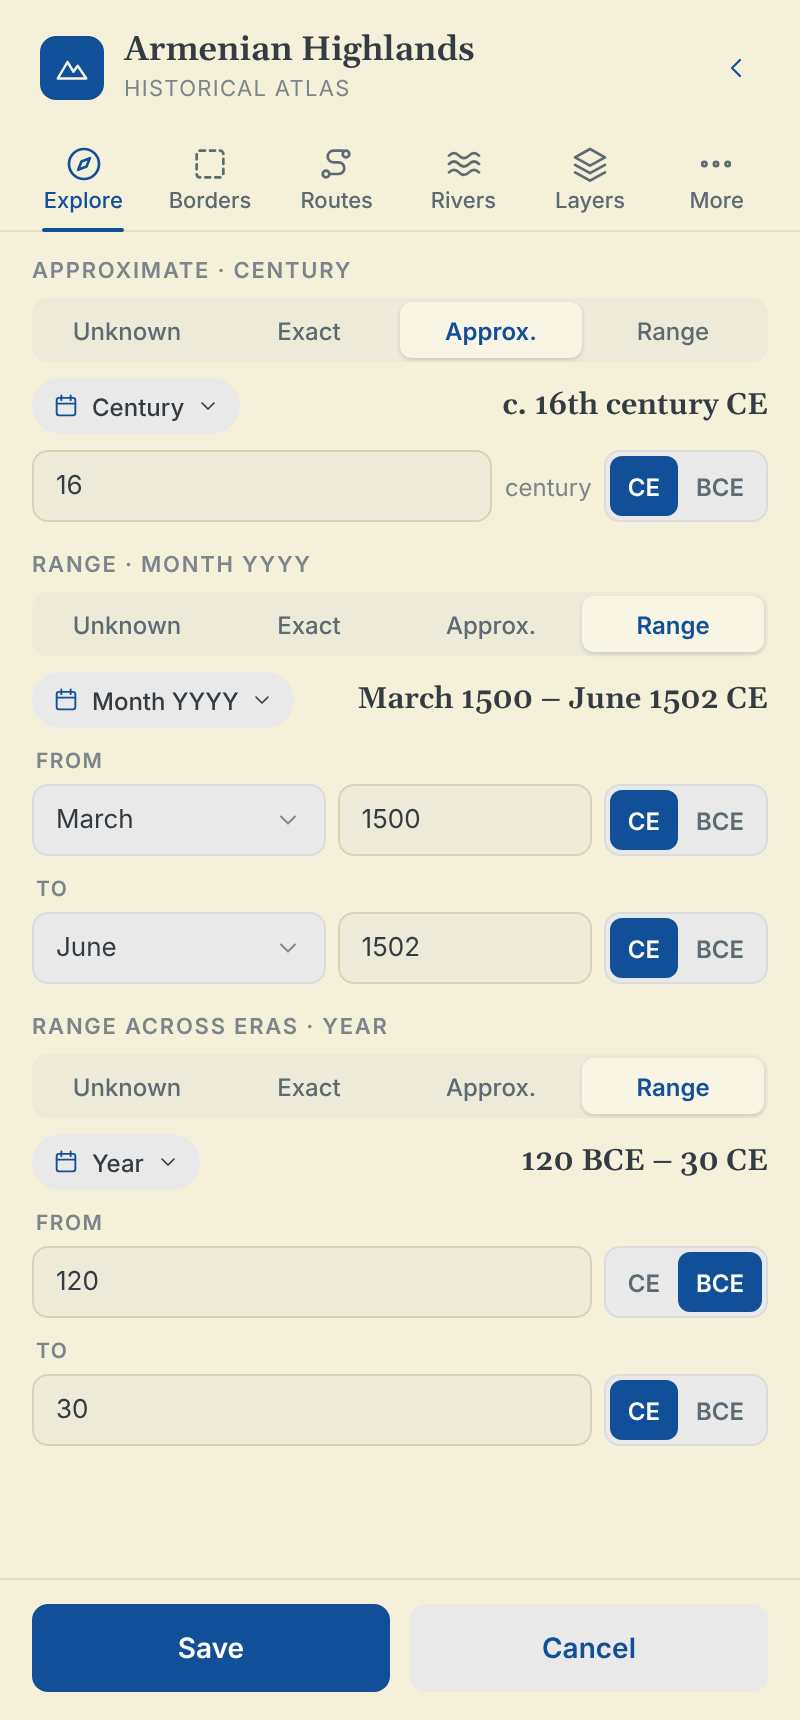 Armenian Highlands
HISTORICAL ATLAS
Explore Borders Routes Rivers Layers More
APPROXIMATE · CENTURY
Unknown Exact Approx. Range
Century c. 16th century CE
16 century CE BCE
RANGE · MONTH YYYY
Unknown Exact Approx. Range
Month YYYY March 1500 – June 1502 CE
FROM
March 1500 CE BCE
TO
June 1502 CE BCE
RANGE ACROSS ERAS · YEAR
Unknown Exact Approx. Range
Year 120 BCE – 30 CE
FROM
120 CE BCE
TO
30 CE BCE
Save Cancel